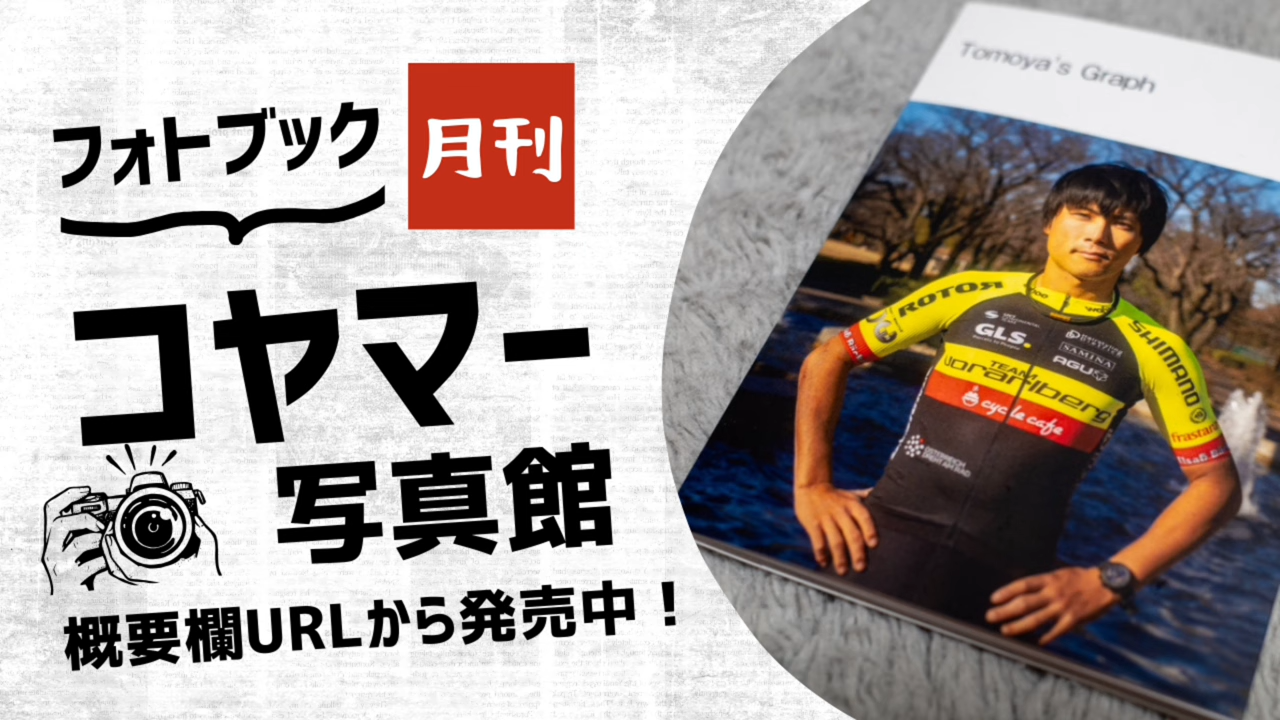 フォトブック
月刊
コヤマー
写真館
概要欄URLから発売中！
Tomoya's Graph
ROTOR
SHIMANO
GLS.
SAMINA
AGU
TEAM
Vorarlberg
cycle cafe
frastanz
ÖSTERREICH